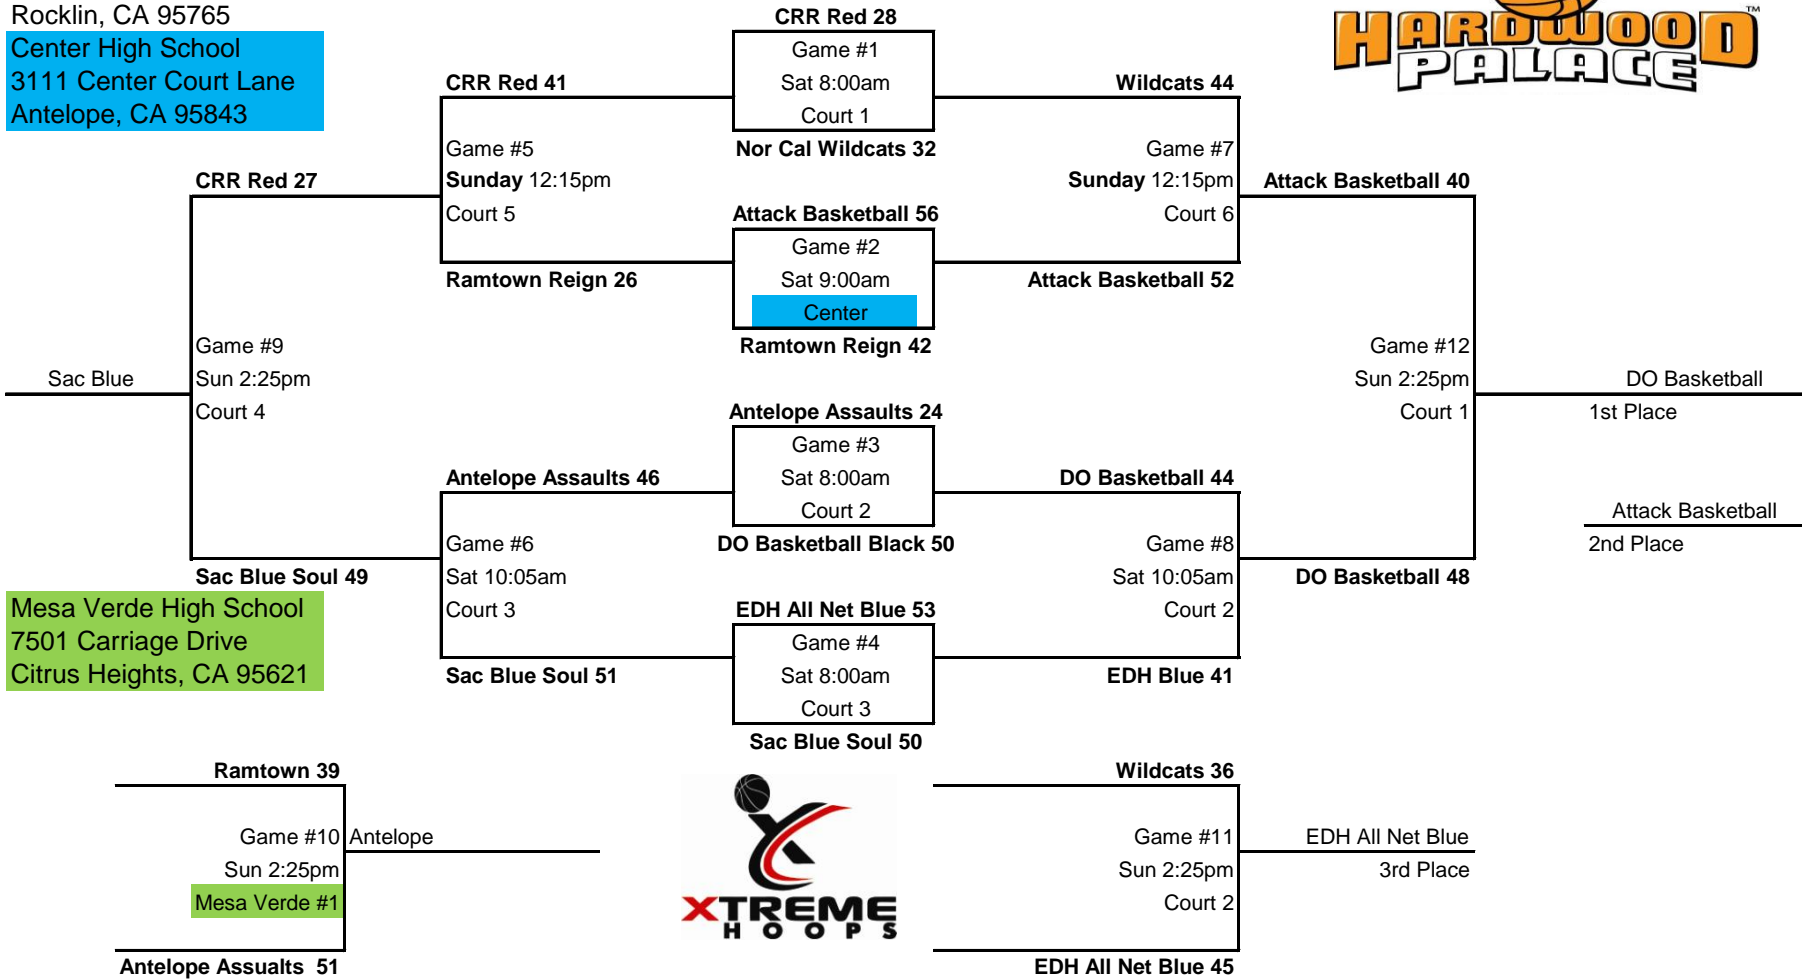 Rocklin, CA 95765
Center High School
3111 Center Court Lane
Antelope, CA 95843
CRR Red 28
Game #1
Sat 8:00am
Court 1
Nor Cal Wildcats 32
HARDWOOD
PALACE
TM
CRR Red 41
Game #5
Sunday 12:15pm
Court 5
Ramtown Reign 26
Wildcats 44
Game #7
Sunday 12:15pm
Court 6
Attack Basketball 52
CRR Red 27
Attack Basketball 40
Attack Basketball 56
Game #2
Sat 9:00am
Center
Ramtown Reign 42
Game #9
Sun 2:25pm
Court 4
Sac Blue
Game #12
Sun 2:25pm
Court 1
DO Basketball
1st Place
Antelope Assaults 24
Game #3
Sat 8:00am
Court 2
DO Basketball Black 50
Antelope Assaults 46
Game #6
Sat 10:05am
Court 3
Sac Blue Soul 51
DO Basketball 44
Game #8
Sat 10:05am
Court 2
EDH Blue 41
Attack Basketball
2nd Place
Sac Blue Soul 49
DO Basketball 48
Mesa Verde High School
7501 Carriage Drive
Citrus Heights, CA 95621
EDH All Net Blue 53
Game #4
Sat 8:00am
Court 3
Sac Blue Soul 50
Ramtown 39
Game #10
Sun 2:25pm
Mesa Verde #1
Antelope Assualts 51
Antelope
XTREME
HOOPS
Wildcats 36
Game #11
Sun 2:25pm
Court 2
EDH All Net Blue 45
EDH All Net Blue
3rd Place